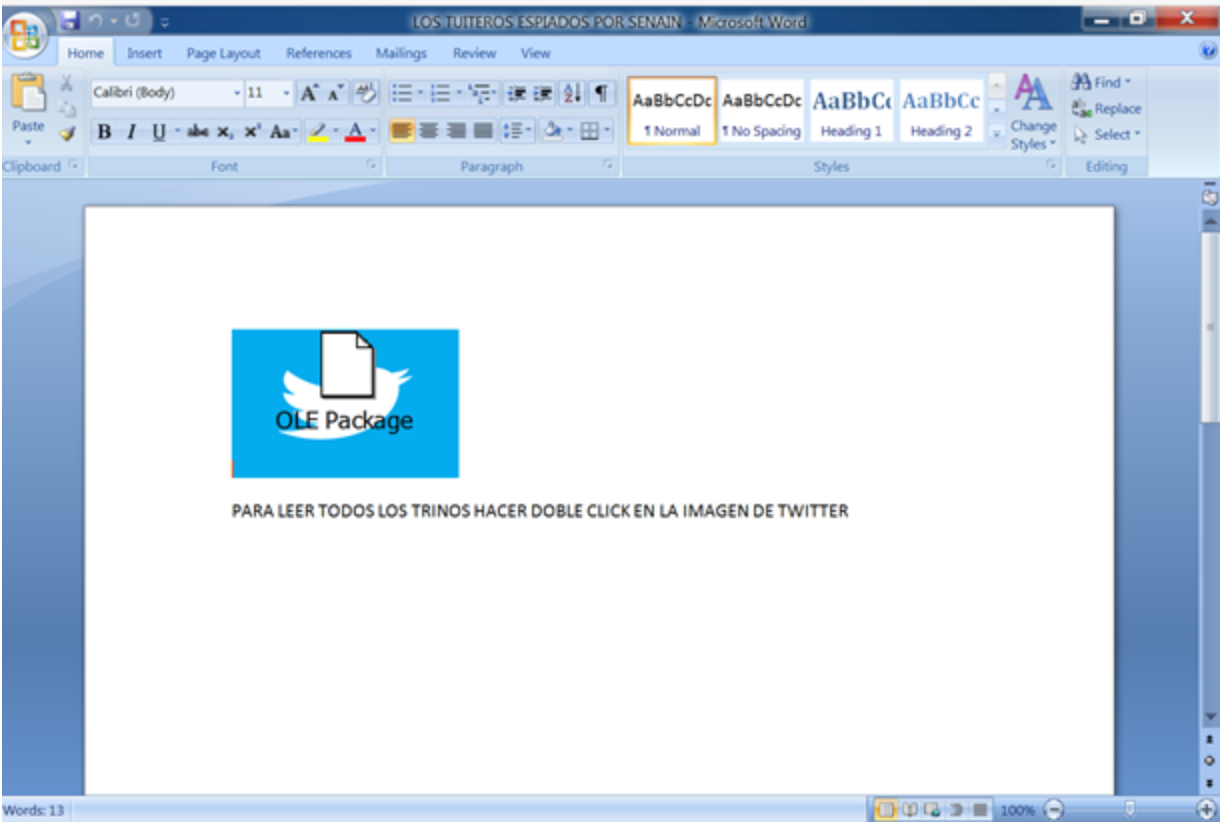 LOS TUITEROS ESPIADOS POR SENAIN - Microsoft Word
Home Insert Page Layout References Mailings Review View
Calibri (Body) 11
AaBbCcDc AaBbCcDc AaBbCc AaBbCc
¶ Normal ¶ No Spacing Heading 1 Heading 2
Paste
B I U abc x, x² Aa A
Change Styles
Find
Replace
Select
Clipboard Font Paragraph Styles Editing
OLE Package
PARA LEER TODOS LOS TRINOS HACER DOBLE CLICK EN LA IMAGEN DE TWITTER
Words: 13 100%